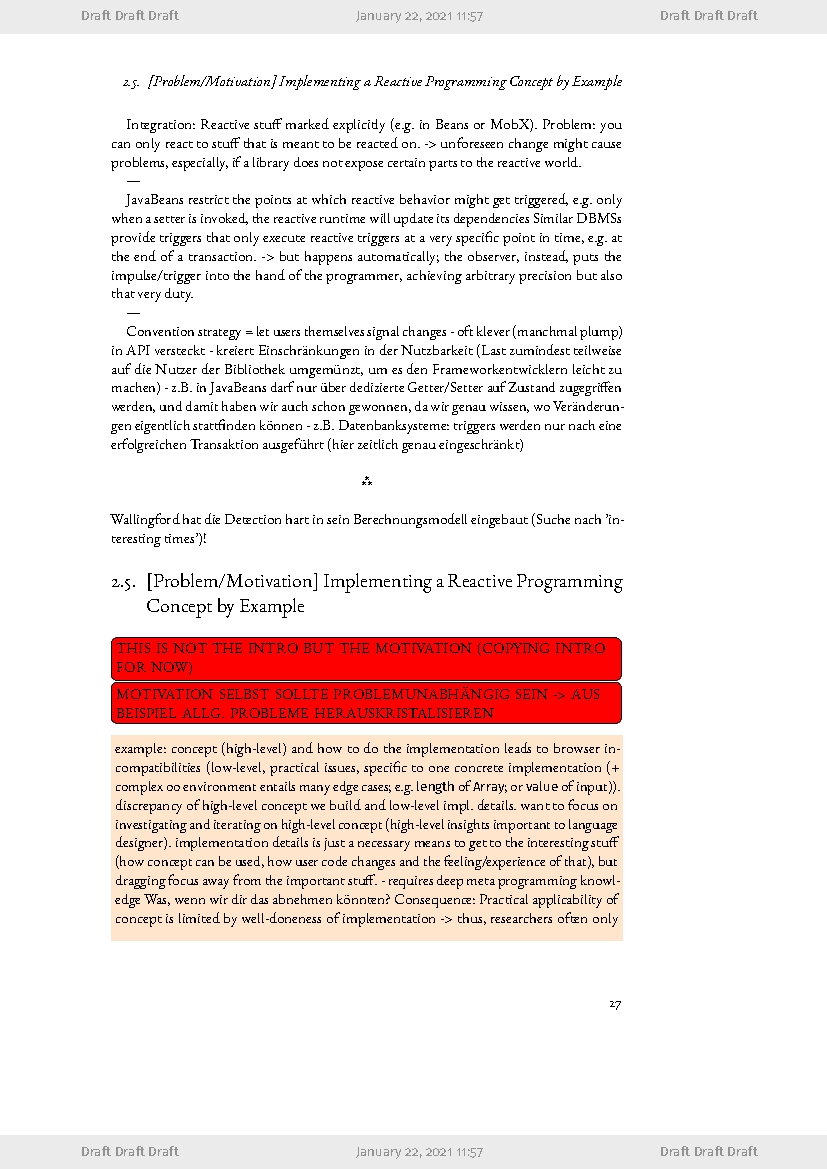 Draft Draft Draft January 22, 2021 11:57 Draft Draft Draft
2.5. [Problem/Motivation] Implementing a Reactive Programming Concept by Example
Integration: Reactive stuff marked explicitly (e.g. in Beans or MobX). Problem: you
can only react to stuff that is meant to be reacted on. -> unforeseen change might cause
problems, especially, if a library does not expose certain parts to the reactive world.
—
JavaBeans restrict the points at which reactive behavior might get triggered, e.g. only
when a setter is invoked, the reactive runtime will update its dependencies Similar DBMSs
provide triggers that only execute reactive triggers at a very specific point in time, e.g. at
the end of a transaction. -> but happens automatically; the observer, instead, puts the
impulse/trigger into the hand of the programmer, achieving arbitrary precision but also
that very duty.
—
Convention strategy = let users themselves signal changes - oft klever (manchmal plump)
in API versteckt - kreiert Einschränkungen in der Nutzbarkeit (Last zumindest teilweise
auf die Nutzer der Bibliothek umgemünzt, um es den Frameworkentwicklern leicht zu
machen) - z.B. in JavaBeans darf nur über dedizierte Getter/Setter auf Zustand zugegriffen
werden, und damit haben wir auch schon gewonnen, da wir genau wissen, wo Veränderun-
gen eigentlich stattfinden können - z.B. Datenbanksysteme: triggers werden nur nach eine
erfolgreichen Transaktion ausgeführt (hier zeitlich genau eingeschränkt)
⁂
Wallingford hat die Detection hart in sein Berechnungsmodell eingebaut (Suche nach 'in-
teresting times')!
2.5. [Problem/Motivation] Implementing a Reactive Programming
Concept by Example
THIS IS NOT THE INTRO BUT THE MOTIVATION (COPYING INTRO
FOR NOW)
MOTIVATION SELBST SOLLTE PROBLEMUNABHÄNGIG SEIN -> AUS
BEISPIEL ALLG. PROBLEME HERAUSKRISTALISIEREN
example: concept (high-level) and how to do the implementation leads to browser in-
compatibilities (low-level, practical issues, specific to one concrete implementation (+
complex oo environment entails many edge cases; e.g. length of Array; or value of input)).
discrepancy of high-level concept we build and low-level impl. details. want to focus on
investigating and iterating on high-level concept (high-level insights important to language
designer). implementation details is just a necessary means to get to the interesting stuff
(how concept can be used, how user code changes and the feeling/experience of that), but
dragging focus away from the important stuff. - requires deep meta programming knowl-
edge Was, wenn wir dir das abnehmen könnten? Consequence: Practical applicability of
concept is limited by well-doneness of implementation -> thus, researchers often only
27
Draft Draft Draft January 22, 2021 11:57 Draft Draft Draft